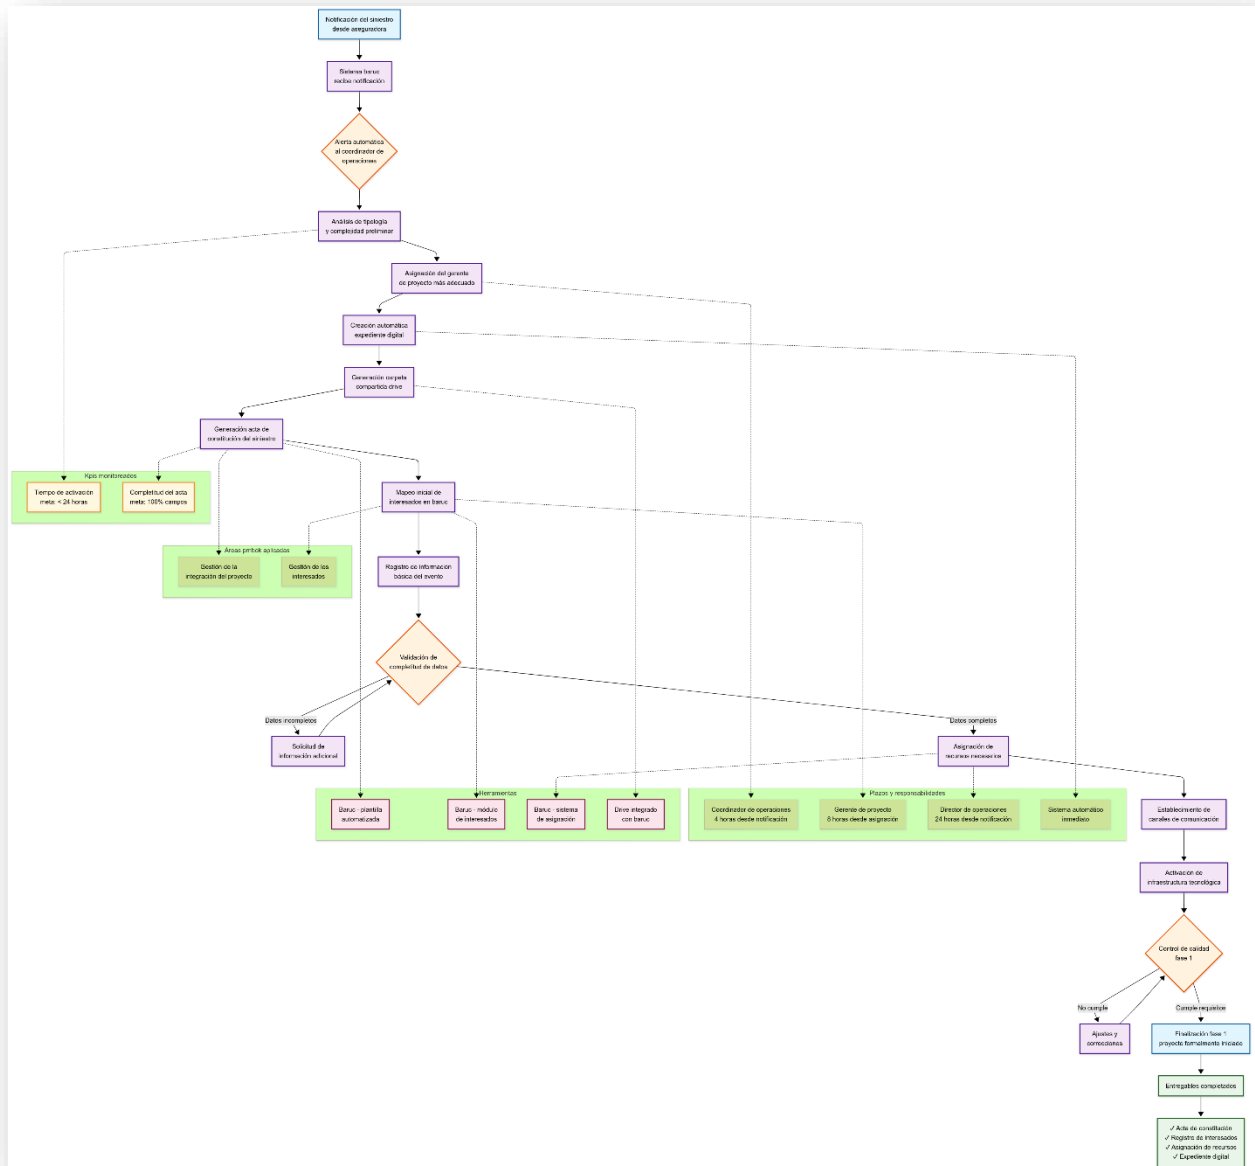 Notificación del siniestro
desde aseguradora
Sistema baruc
recibe notificación
Alerta automática
al coordinador de
operaciones
Análisis de tipología
y complejidad preliminar
Asignación del gerente
de proyecto más adecuado
Creación automática
expediente digital
Generación carpeta
compartida drive
Generación acta de
constitución del siniestro
Kpis monitoreados
Tiempo de activación
meta: < 24 horas
Completitud del acta
meta: 100% campos
Mapeo inicial de
interesados en baruc
Áreas pmbok aplicadas
Gestión de la
integración del proyecto
Gestión de los
interesados
Registro de información
básica del evento
Validación de
completitud de datos
Datos incompletos
Datos completos
Solicitud de
información adicional
Asignación de
recursos necesarios
Herramientas
Baruc - plantilla
automatizada
Baruc - módulo
de interesados
Baruc - sistema
de asignación
Drive integrado
con baruc
Plazos y responsabilidades
Coordinador de operaciones
4 horas desde notificación
Gerente de proyecto
8 horas desde asignación
Director de operaciones
24 horas desde notificación
Sistema automático
inmediato
Establecimiento de
canales de comunicación
Activación de
infraestructura tecnológica
Control de calidad
fase 1
No cumple
Cumple requisitos
Ajustes y
correcciones
Finalización fase 1:
proyecto formalmente iniciado
Entregables completados
✓ Acta de constitución
✓ Registro de interesados
✓ Asignación de recursos
✓ Expediente digital